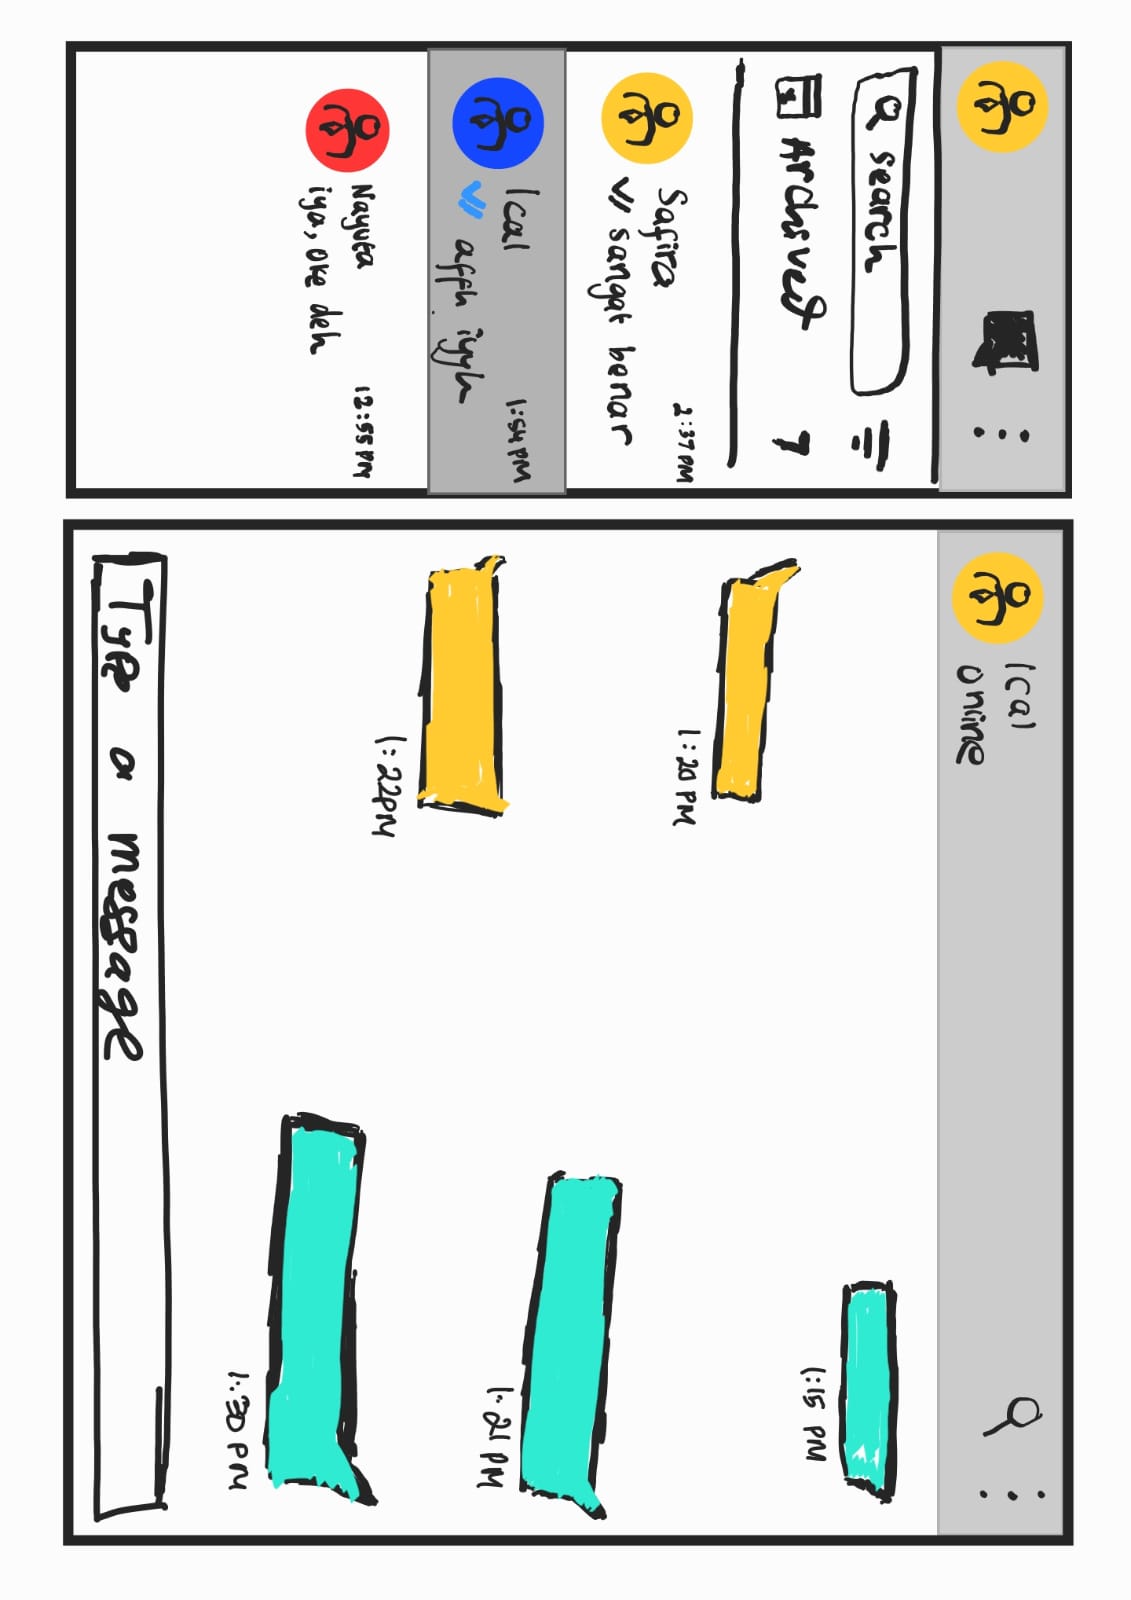 search
Archived 7
Safira 2:37 PM
sangat benar
Ical 1:54 PM
affh iyyh
Nayuta 12:55 PM
iya, oke deh
Ical
online
1:15 PM
1:20 PM
1:21 PM
1:22PM
1:30 PM
Type a message